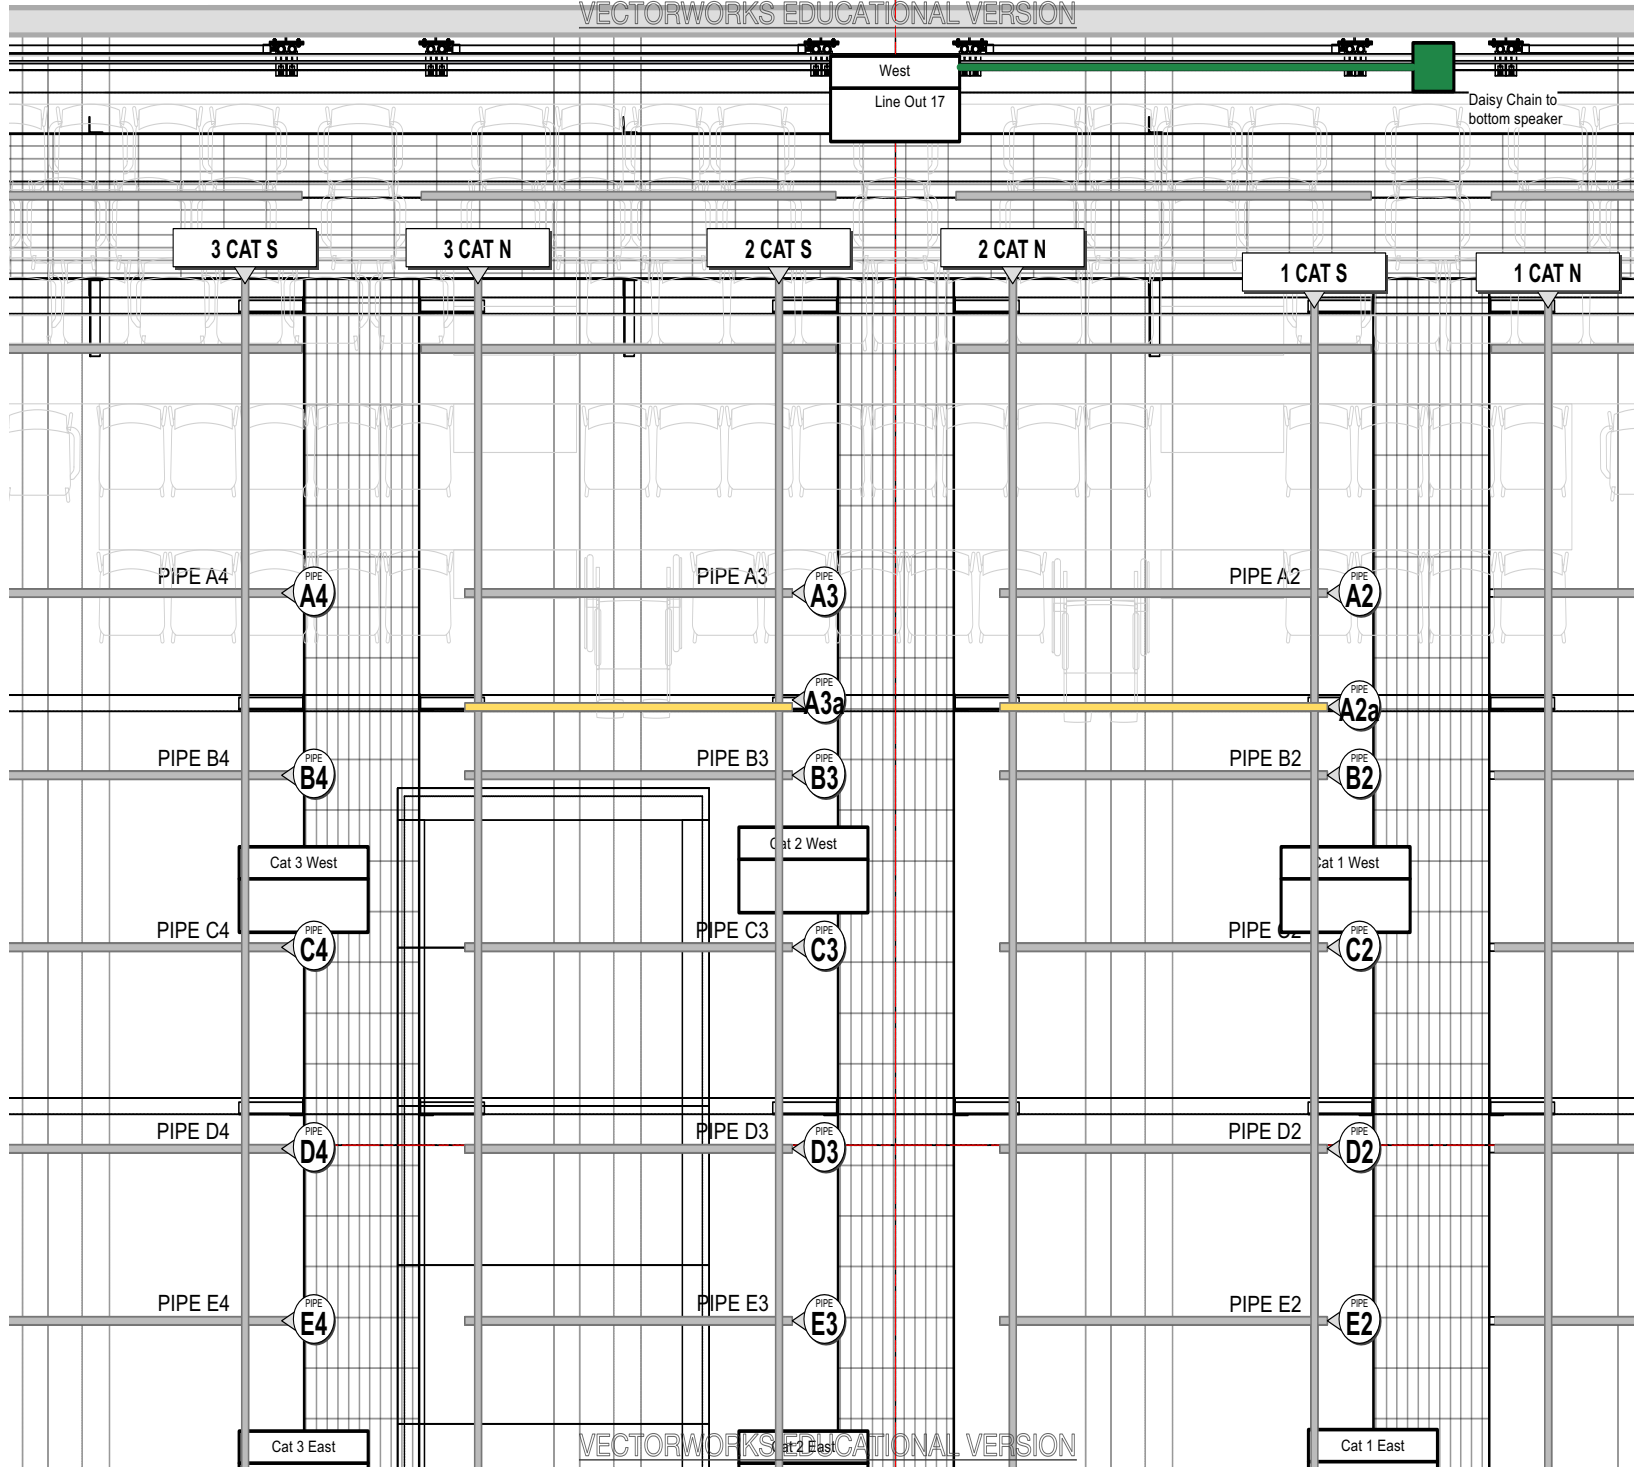 VECTORWORKS EDUCATIONAL VERSION
West
Line Out 17
Daisy Chain to
bottom speaker
3 CAT S
3 CAT N
2 CAT S
2 CAT N
1 CAT S
1 CAT N
PIPE A4
PIPE
A4
PIPE A3
PIPE
A3
PIPE A2
PIPE
A2
PIPE
A3a
PIPE
A2a
PIPE B4
PIPE
B4
PIPE B3
PIPE
B3
PIPE B2
PIPE
B2
Cat 3 West
Cat 2 West
Cat 1 West
PIPE C4
PIPE
C4
PIPE C3
PIPE
C3
PIPE C2
PIPE
C2
PIPE D4
PIPE
D4
PIPE D3
PIPE
D3
PIPE D2
PIPE
D2
PIPE E4
PIPE
E4
PIPE E3
PIPE
E3
PIPE E2
PIPE
E2
Cat 3 East
Cat 2 East
Cat 1 East
VECTORWORKS EDUCATIONAL VERSION